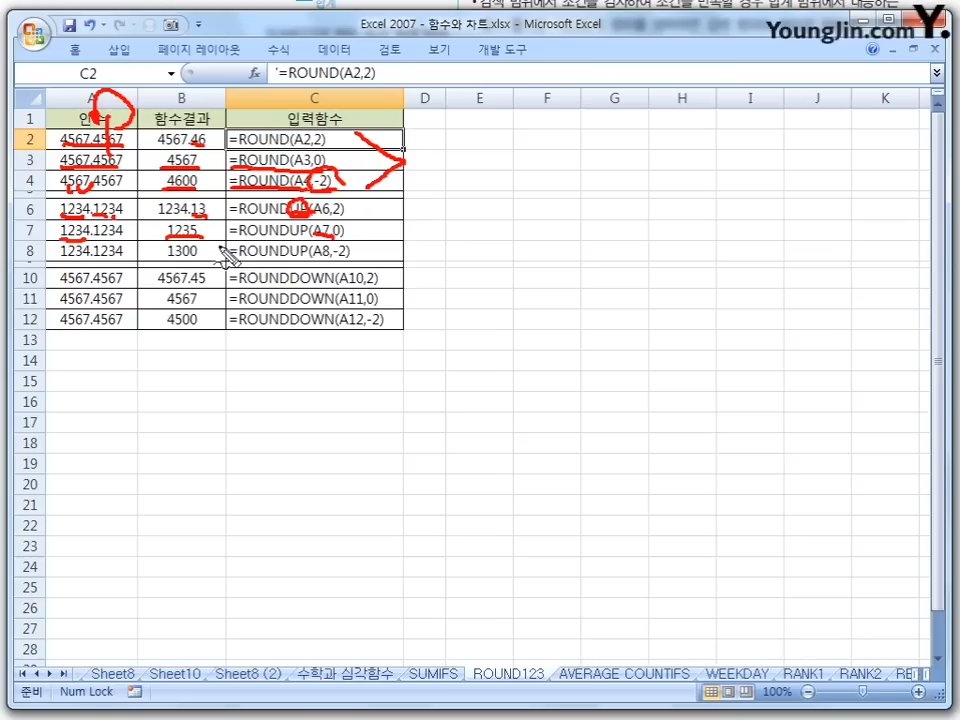 Excel 2007 - 함수와 차트.xlsx - Microsoft Excel
YoungJin.com Y.
홈 삽입 페이지 레이아웃 수식 데이터 검토 보기 개발 도구
C2 fx '=ROUND(A2,2)
A B C D E F G H I J K
1 인수 함수결과 입력함수
2 4567.4567 4567.46 =ROUND(A2,2)
3 4567.4567 4567 =ROUND(A3,0)
4 4567.4567 4600 =ROUND(A4,-2)
6 1234.1234 1234.13 =ROUNDUP(A6,2)
7 1234.1234 1235 =ROUNDUP(A7,0)
8 1234.1234 1300 =ROUNDUP(A8,-2)
10 4567.4567 4567.45 =ROUNDDOWN(A10,2)
11 4567.4567 4567 =ROUNDDOWN(A11,0)
12 4567.4567 4500 =ROUNDDOWN(A12,-2)
13
14
15
16
17
18
19
20
21
22
23
24
25
26
27
28
Sheet8 Sheet10 Sheet8 (2) 수학과 삼각함수 SUMIFS ROUND123 AVERAGE COUNTIFS WEEKDAY RANK1 RANK2
준비 Num Lock 100%